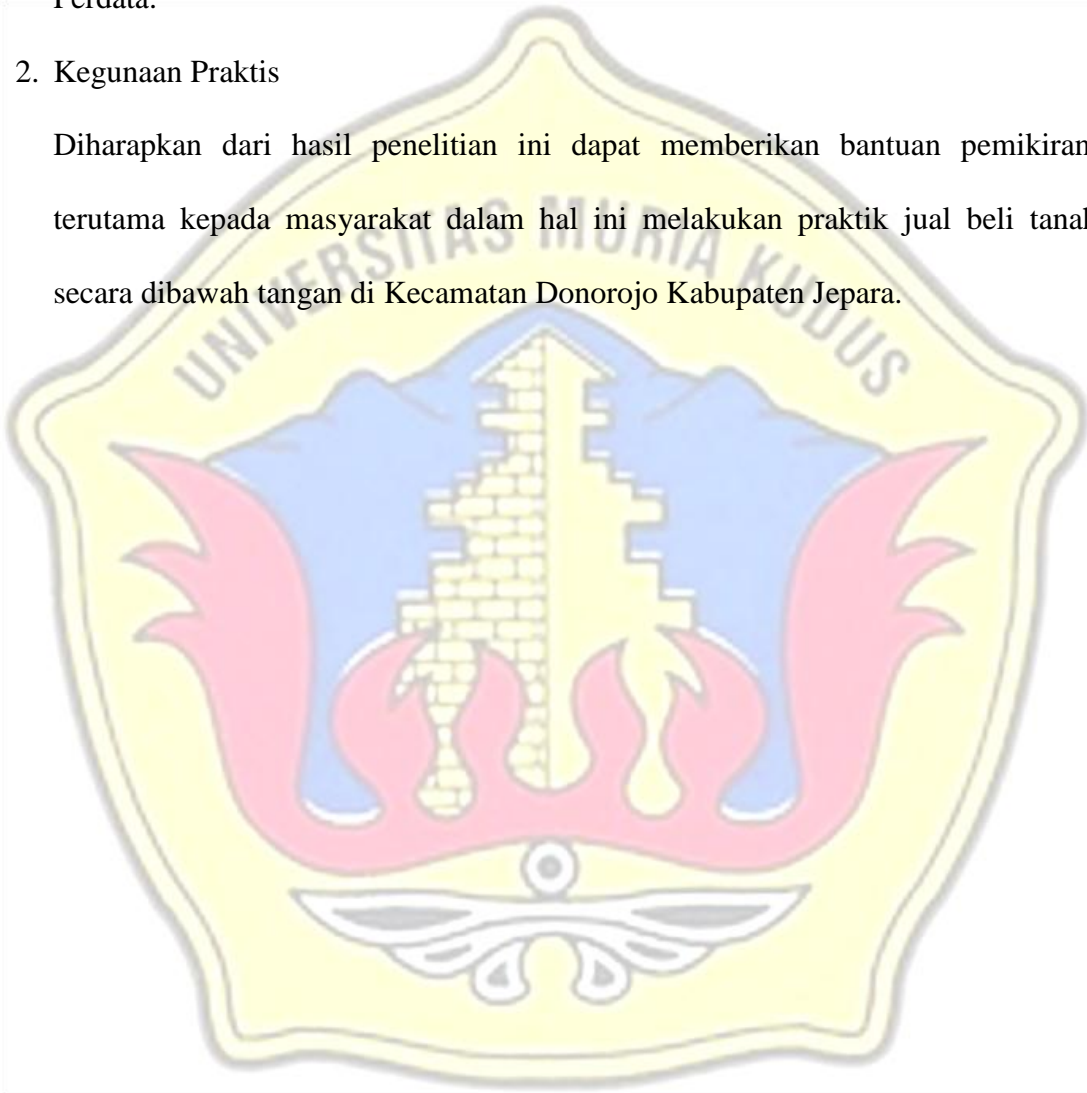 Perdata.
2. Kegunaan Praktis
Diharapkan dari hasil penelitian ini dapat memberikan bantuan pemikiran
terutama kepada masyarakat dalam hal ini melakukan praktik jual beli tanah
secara dibawah tangan di Kecamatan Donorojo Kabupaten Jepara.
UNIVERSITAS MURIA KUDUS